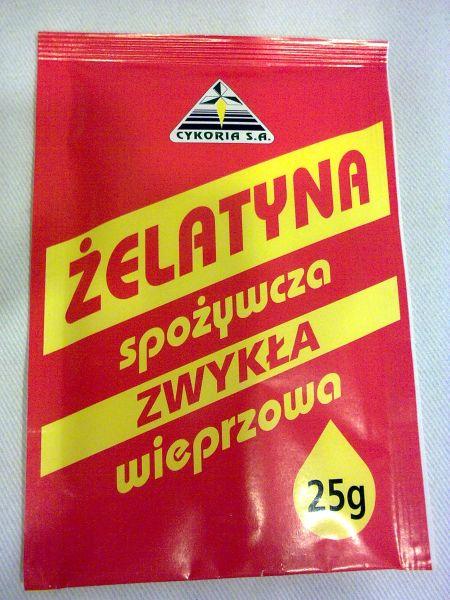 CYKORIA S.A.
ŻELATYNA
spożywcza
ZWYKŁA
wieprzowa
25g